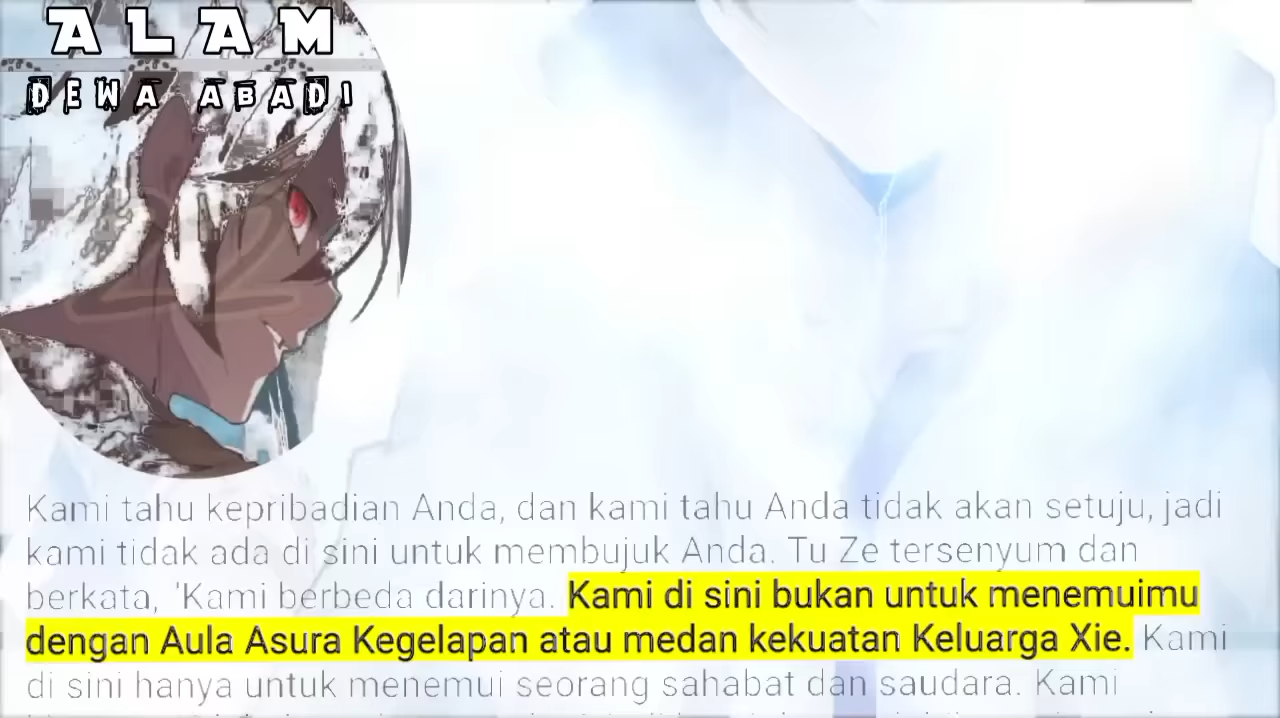 ALAM
DEWA ABADI
Kami tahu kepribadian Anda, dan kami tahu Anda tidak akan setuju, jadi
kami tidak ada di sini untuk membujuk Anda. Tu Ze tersenyum dan
berkata, 'Kami berbeda darinya. Kami di sini bukan untuk menemuimu
dengan Aula Asura Kegelapan atau medan kekuatan Keluarga Xie. Kami
di sini hanya untuk menemui seorang sahabat dan saudara. Kami